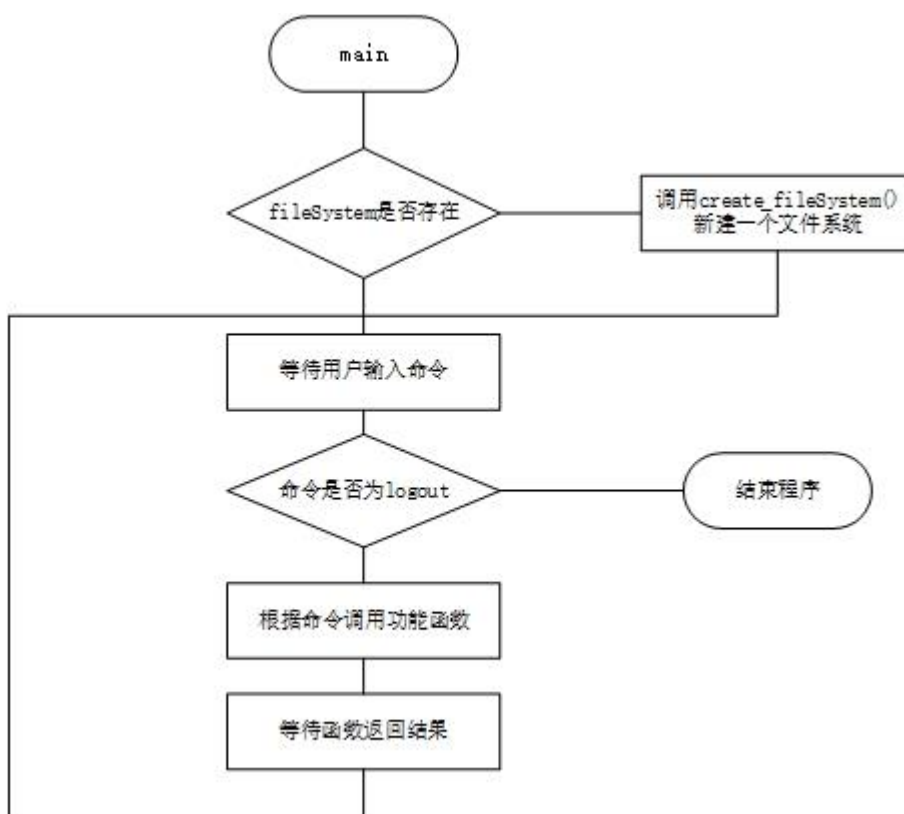 main
fileSystem是否存在
调用create_fileSystem()
新建一个文件系统
等待用户输入命令
命令是否为logout
结束程序
根据命令调用功能函数
等待函数返回结果